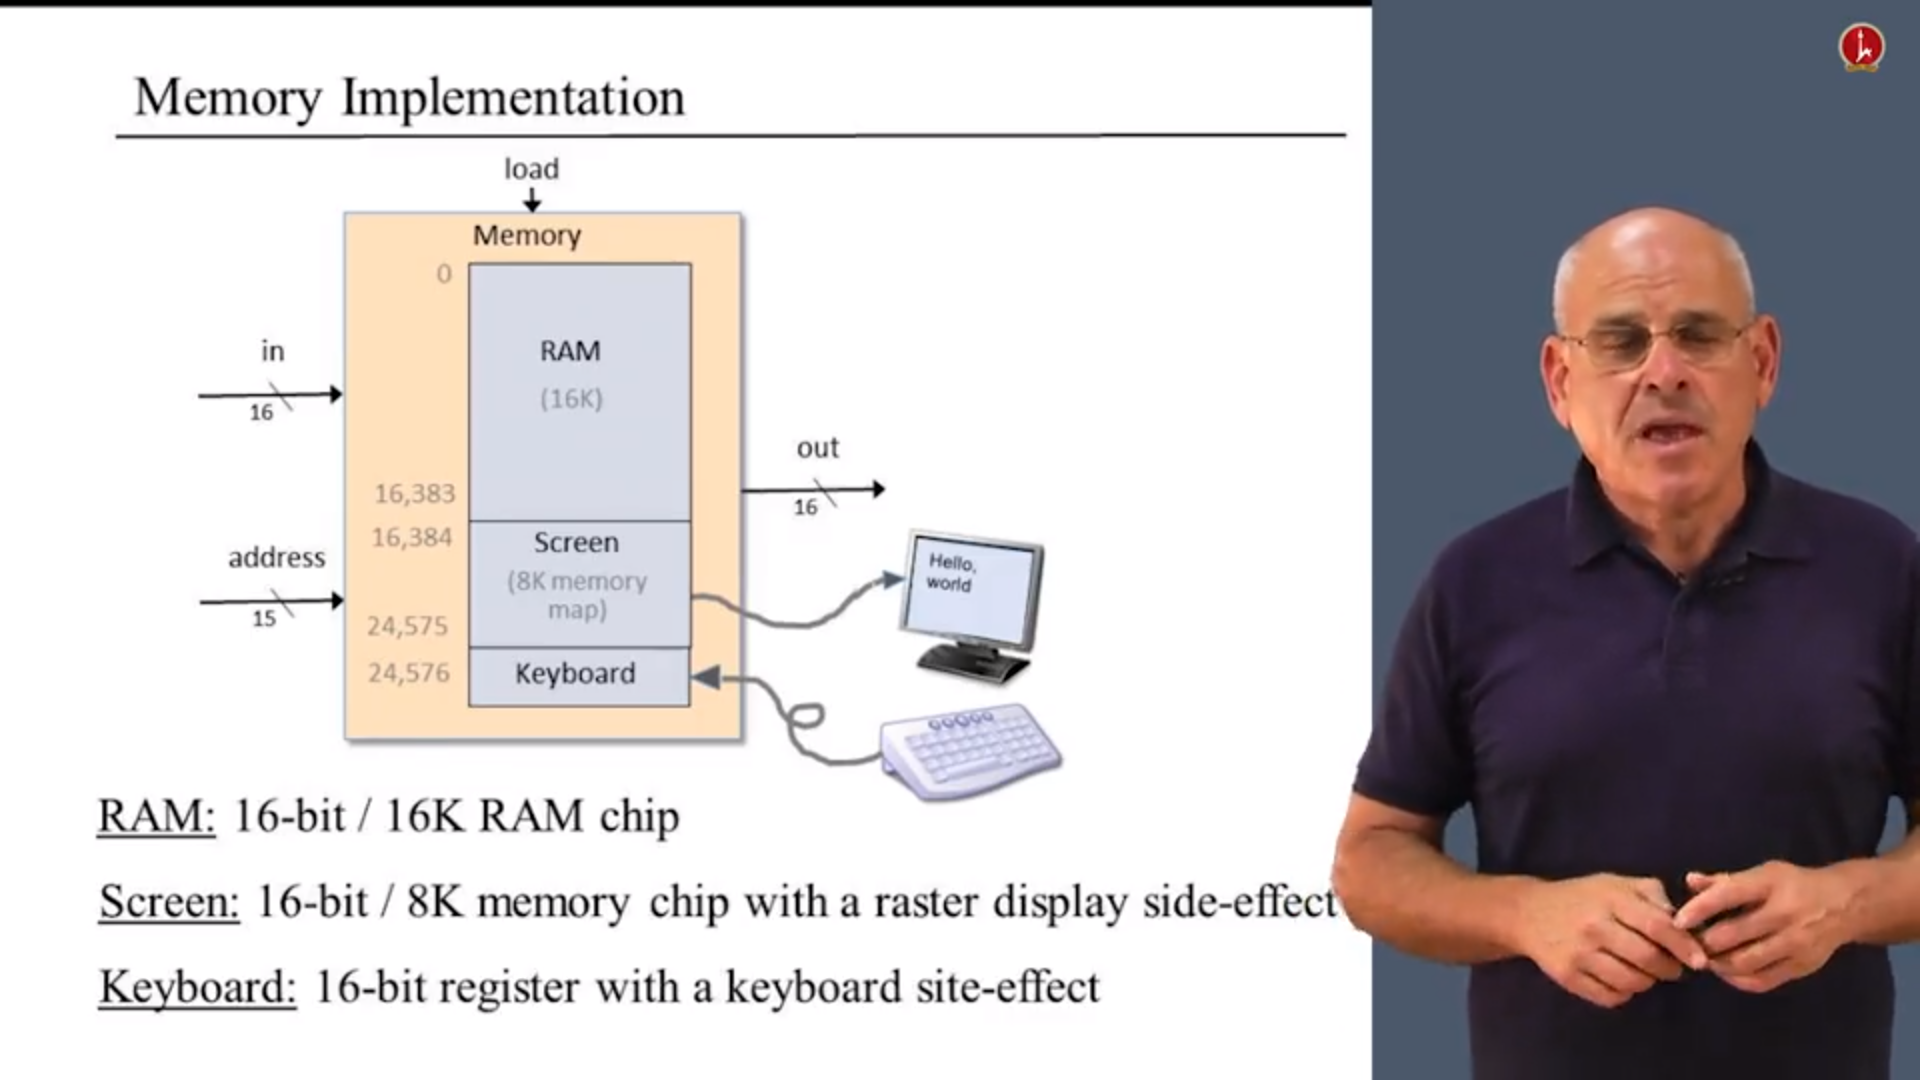 Memory Implementation
load
Memory
0
in
16
RAM
(16K)
out
16
16,383
16,384
address
15
Screen
(8K memory
map)
24,575
24,576
Keyboard
Hello,
world
RAM: 16-bit / 16K RAM chip
Screen: 16-bit / 8K memory chip with a raster display side-effect
Keyboard: 16-bit register with a keyboard site-effect